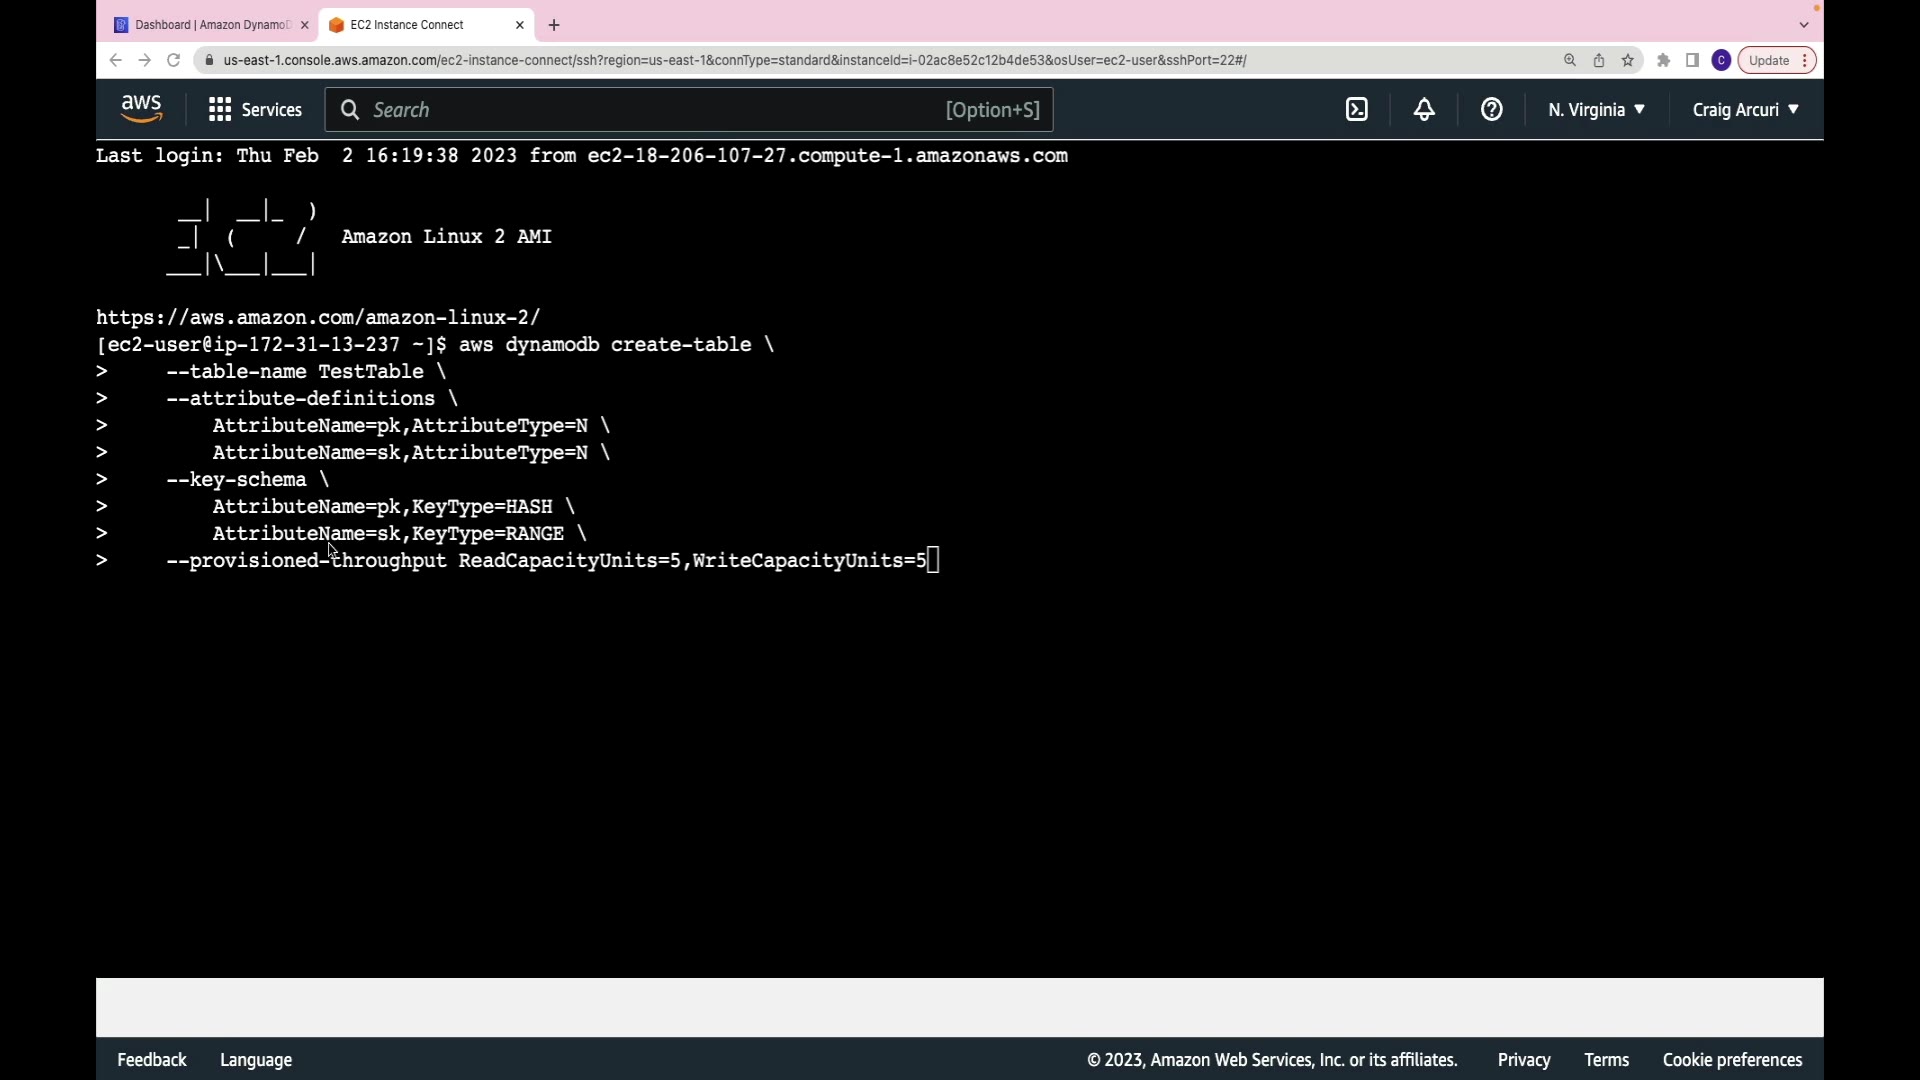 Dashboard | Amazon DynamoD
EC2 Instance Connect
us-east-1.console.aws.amazon.com/ec2-instance-connect/ssh?region=us-east-1&connType=standard&instanceId=i-02ac8e52c12b4de53&osUser=ec2-user&sshPort=22#/
C
Update
aws
Services
Search
[Option+S]
N. Virginia
Craig Arcuri
Last login: Thu Feb  2 16:19:38 2023 from ec2-18-206-107-27.compute-1.amazonaws.com
       __|  __|_  )
       _|  (     /   Amazon Linux 2 AMI
      ___|\___|___|
https://aws.amazon.com/amazon-linux-2/
[ec2-user@ip-172-31-13-237 ~]$ aws dynamodb create-table \
>     --table-name TestTable \
>     --attribute-definitions \
>         AttributeName=pk,AttributeType=N \
>         AttributeName=sk,AttributeType=N \
>     --key-schema \
>         AttributeName=pk,KeyType=HASH \
>         AttributeName=sk,KeyType=RANGE \
>     --provisioned-throughput ReadCapacityUnits=5,WriteCapacityUnits=5
Feedback
Language
© 2023, Amazon Web Services, Inc. or its affiliates.
Privacy
Terms
Cookie preferences